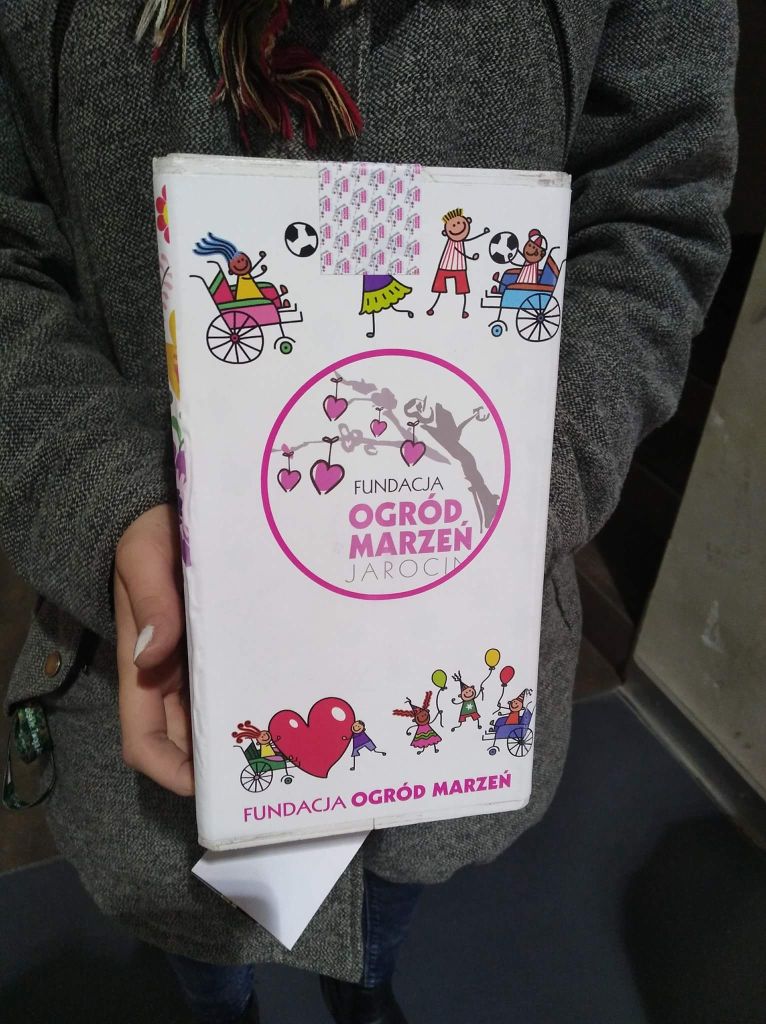 FUNDACJA
OGRÓD
MARZEŃ
JAROCIN
FUNDACJA OGRÓD MARZEŃ